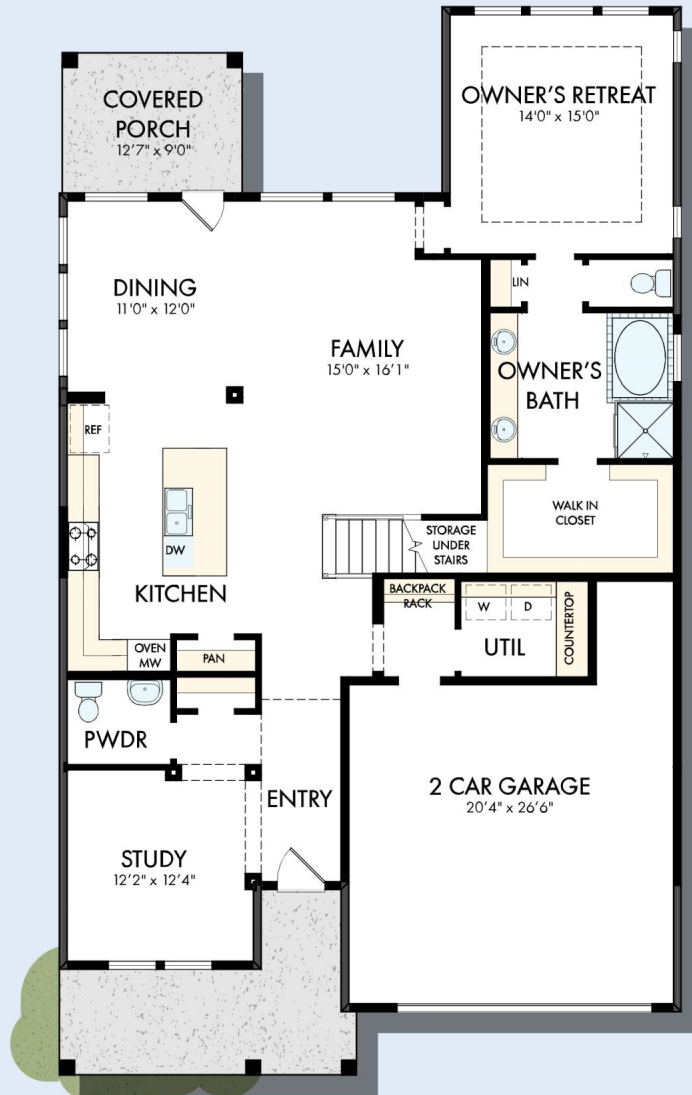 COVERED
PORCH
12'7" x 9'0"
OWNER'S RETREAT
14'0" x 15'0"
DINING
11'0" x 12'0"
FAMILY
15'0" x 16'1"
LIN
OWNER'S
BATH
REF
DW
KITCHEN
STORAGE
UNDER
STAIRS
WALK IN
CLOSET
BACKPACK
RACK
W
D
COUNTERTOP
UTIL
OVEN
MW
PAN
PWDR
ENTRY
2 CAR GARAGE
20'4" x 26'6"
STUDY
12'2" x 12'4"